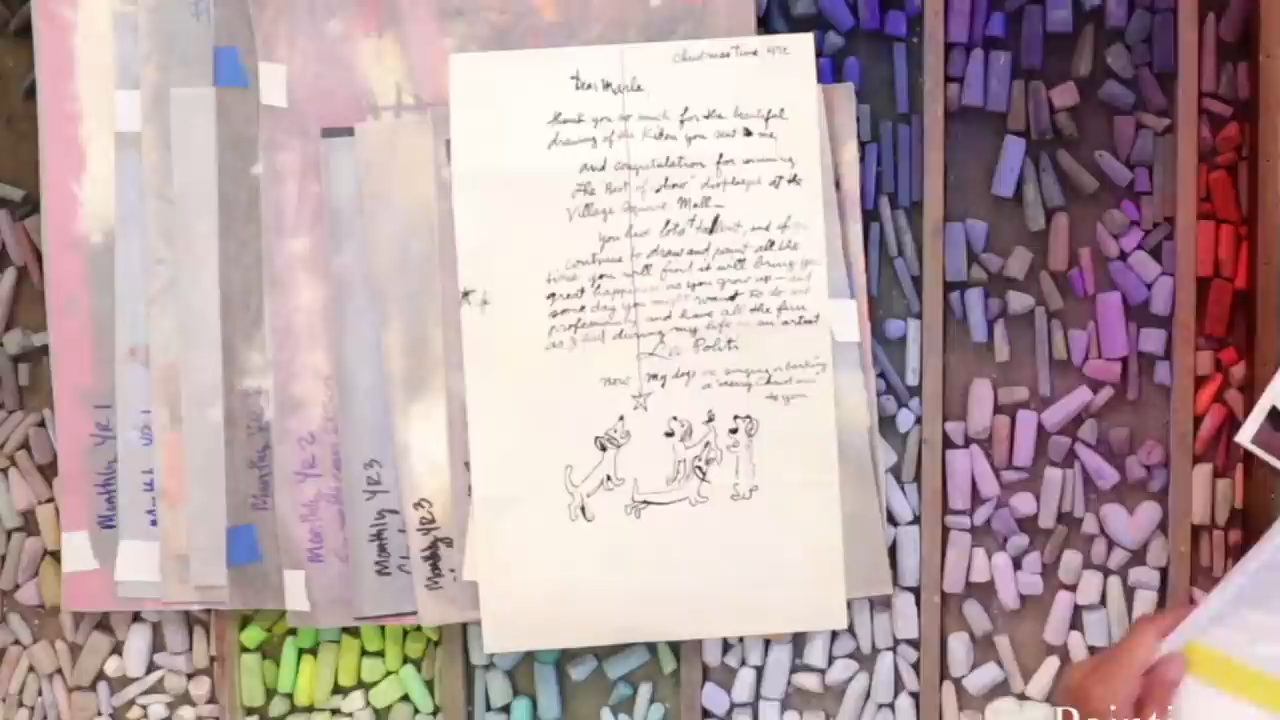 Christmas Time, 1972
Dear Marla,
thank you so much for the beautiful
drawing of the Kitten you sent to me,
and congratulation for winning
The Best of "show" displayed at the
Village Square Mall—
You have lots talent, and if
continue to draw and paint all the
time you will find it will bring you
great happiness as you grow up — and
some day you might want to do art
professionally and have all the fun
as I had during my life as an artist
Leo Politi
now my dogs are singing or barking
a "merry Christmas"
to you
Monthly YR 1
Monthly YR2
Monthly YR3
Monthly YR3